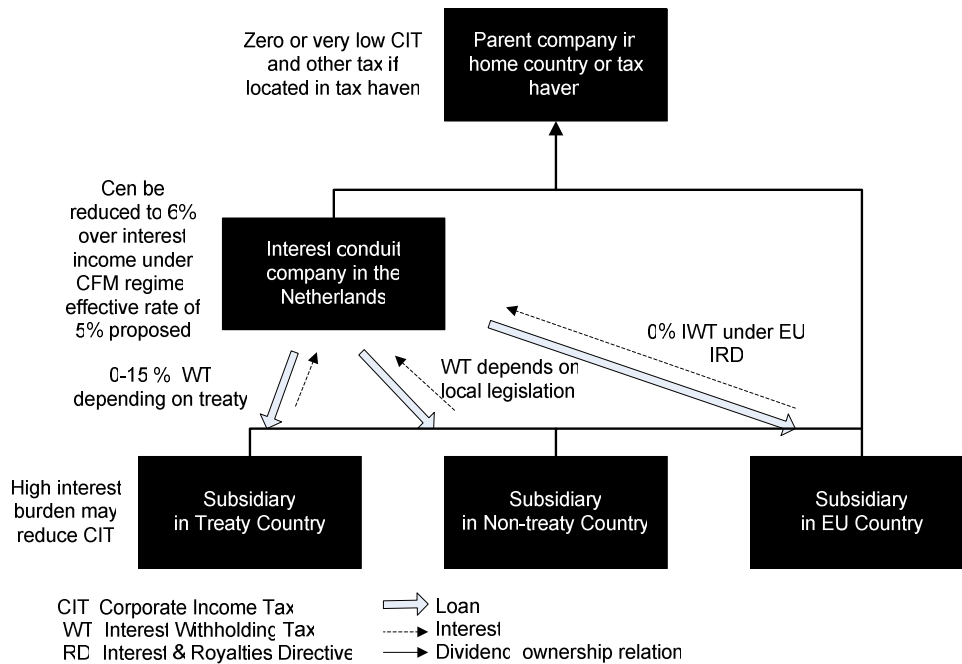 Zero or very low CIT
and other tax if
located in tax haven
Parent company in
home country or tax
haven
Cen be
reduced to 6%
over interest
income under
CFM regime
effective rate of
5% proposed
Interest conduit
company in the
Netherlands
0% IWT under EU
IRD
0-15 % WT
depending on treaty
WT depends on
local legislation
High interest
burden may
reduce CIT
Subsidiary
in Treaty Country
Subsidiary
in Non-treaty Country
Subsidiary
in EU Country
CIT Corporate Income Tax
WT Interest Withholding Tax
RD Interest & Royalties Directive
Loan
Interest
Dividend ownership relation